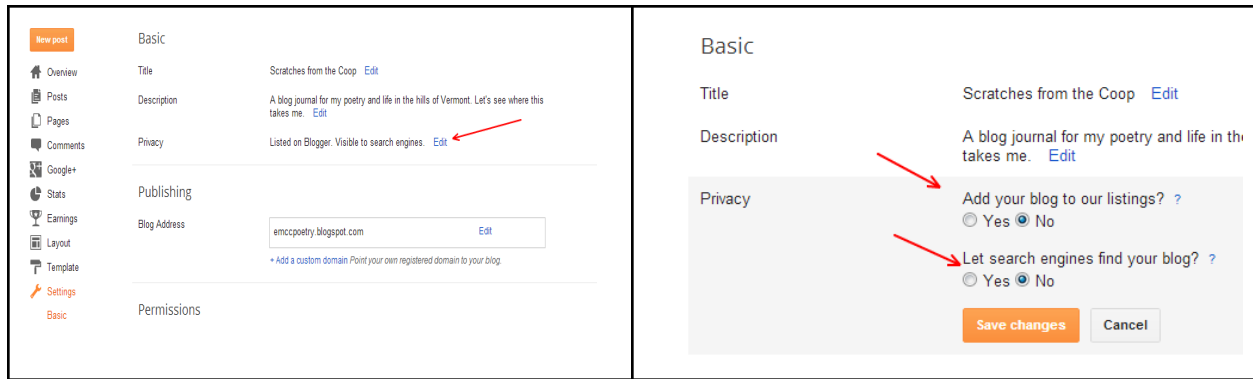 New post
Overview
Posts
Pages
Comments
Google+
Stats
Earnings
Layout
Template
Settings
Basic
Basic
Title Scratches from the Coop Edit
Description A blog journal for my poetry and life in the hills of Vermont. Let's see where this
takes me. Edit
Privacy Listed on Blogger. Visible to search engines. Edit
Publishing
Blog Address emccpoetry.blogspot.com Edit
+ Add a custom domain Point your own registered domain to your blog.
Permissions
Basic
Title Scratches from the Coop Edit
Description A blog journal for my poetry and life in the
takes me. Edit
Privacy Add your blog to our listings? ?
Yes No
Let search engines find your blog? ?
Yes No
Save changes Cancel